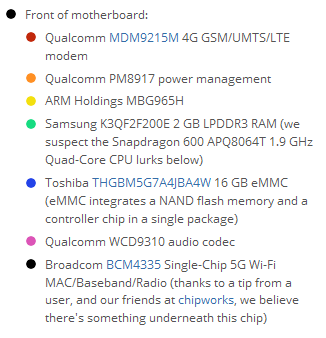 Front of motherboard:
Qualcomm MDM9215M 4G GSM/UMTS/LTE
modem
Qualcomm PM8917 power management
ARM Holdings MBG965H
Samsung K3QF2F200E 2 GB LPDDR3 RAM (we
suspect the Snapdragon 600 APQ8064T 1.9 GHz
Quad-Core CPU lurks below)
Toshiba THGBM5G7A4JBA4W 16 GB eMMC
(eMMC integrates a NAND flash memory and a
controller chip in a single package)
Qualcomm WCD9310 audio codec
Broadcom BCM4335 Single-Chip 5G Wi-Fi
MAC/Baseband/Radio (thanks to a tip from a
user, and our friends at chipworks, we believe
there's something underneath this chip)